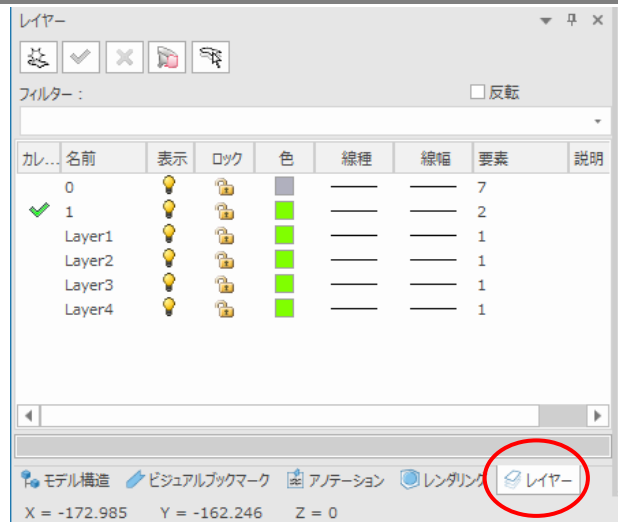 レイヤー
フィルター：
反転
カレ... 名前 表示 ロック 色 線種 線幅 要素 説明
0 7
1 2
Layer1 1
Layer2 1
Layer3 1
Layer4 1
モデル構造 ビジュアルブックマーク アノテーション レンダリング レイヤー
X = -172.985 Y = -162.246 Z = 0